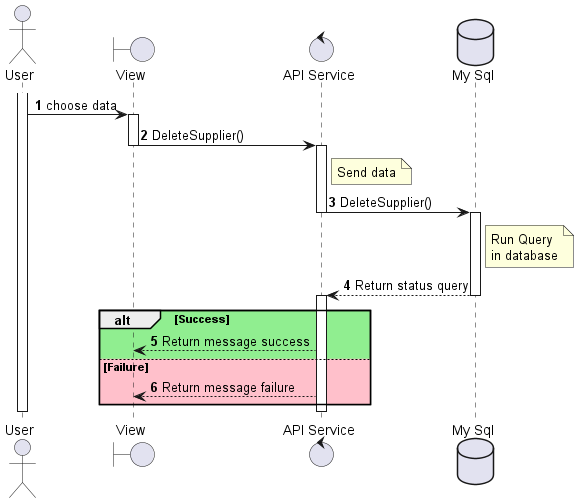 User
View
API Service
My Sql
1 choose data
2 DeleteSupplier()
Send data
3 DeleteSupplier()
Run Query
in database
4 Return status query
alt [Success]
5 Return message success
[Failure]
6 Return message failure
User
View
API Service
My Sql